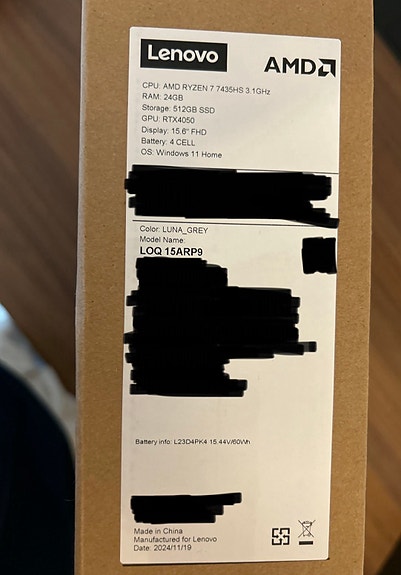 Lenovo
AMD
CPU: AMD RYZEN 7 7435HS 3.1GHz
RAM: 24GB
Storage: 512GB SSD
GPU: RTX4050
Display: 15.6" FHD
Battery: 4 CELL
OS: Windows 11 Home
Color: LUNA_GREY
Model Name:
LOQ 15ARP9
Battery info: L23D4PK4 15.44V/60Wh
Made in China
Manufactured for Lenovo
Date: 2024/11/19